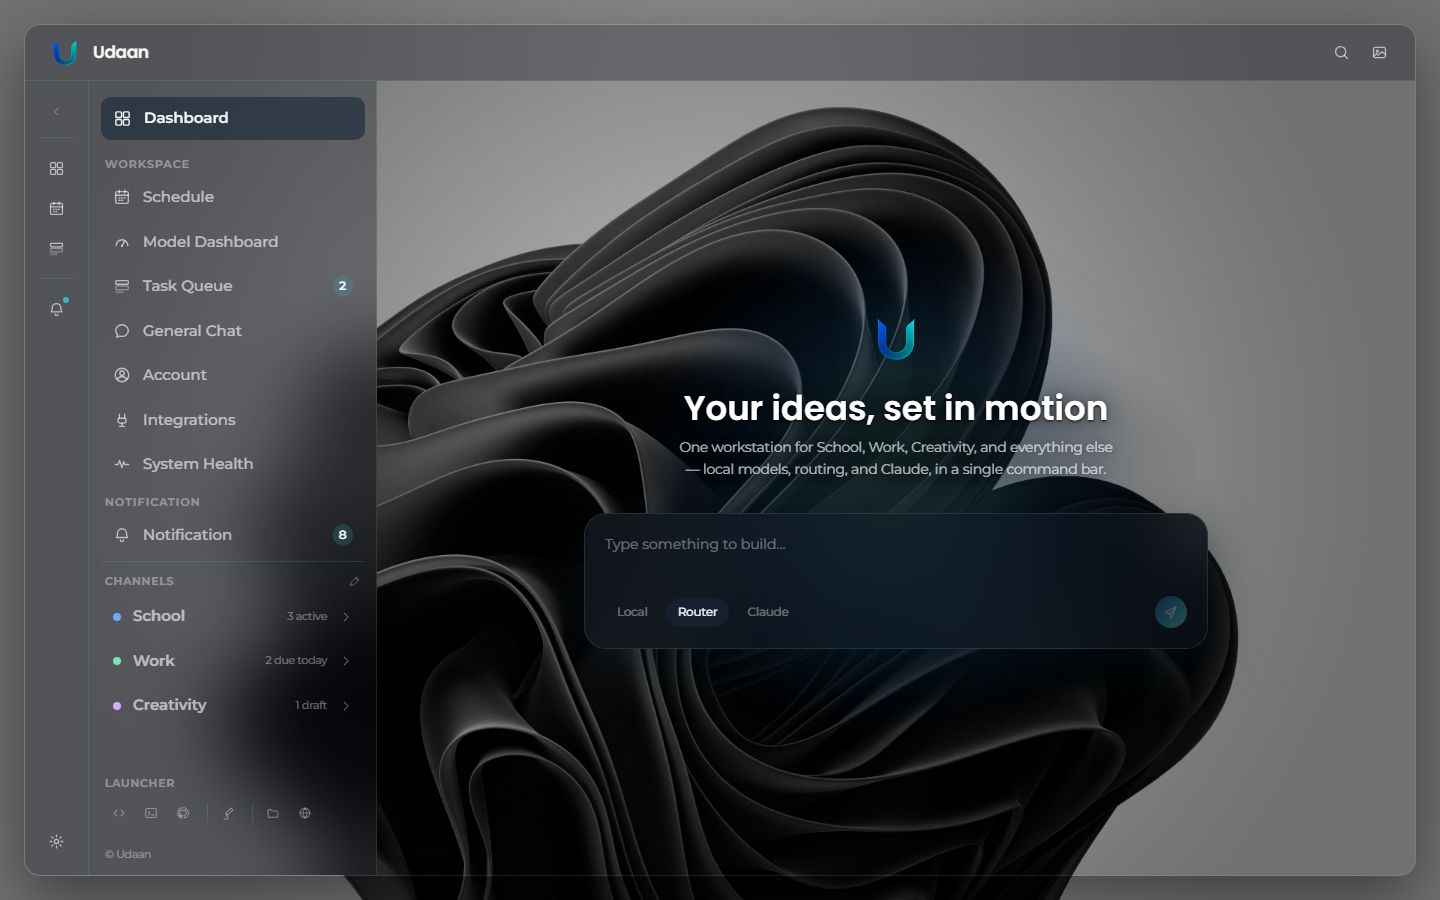 Udaan
Dashboard
WORKSPACE
Schedule
Model Dashboard
Task Queue 2
General Chat
Account
Integrations
System Health
NOTIFICATION
Notification 8
CHANNELS
School 3 active
Work 2 due today
Creativity 1 draft
LAUNCHER
© Udaan
Your ideas, set in motion
One workstation for School, Work, Creativity, and everything else
— local models, routing, and Claude, in a single command bar.
Type something to build...
Local Router Claude